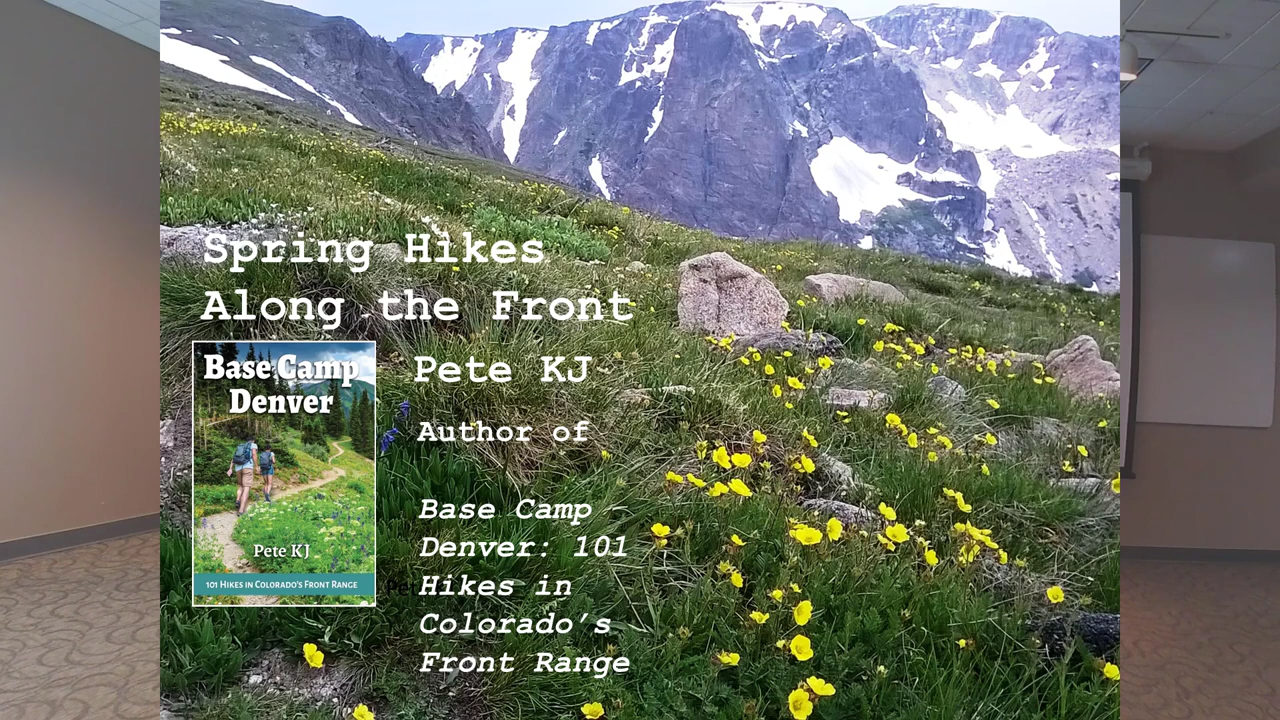 Spring Hikes
Along the Front
Base Camp
Denver
Pete KJ
101 Hikes in Colorado's Front Range
Pete KJ
Author of
Base Camp
Denver: 101
Hikes in
Colorado’s
Front Range